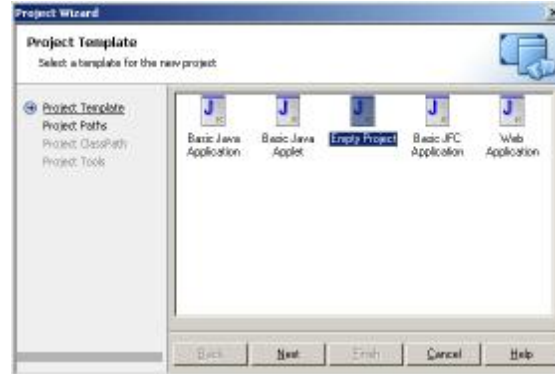 Project Wizard
Project Template
Select a template for the new project
Project Template
Project Paths
Project ClassPath
Project Tools
Basic Java Application
Basic Java Applet
Empty Project
Basic JFC Application
Web Application
Back
Next
Finish
Cancel
Help